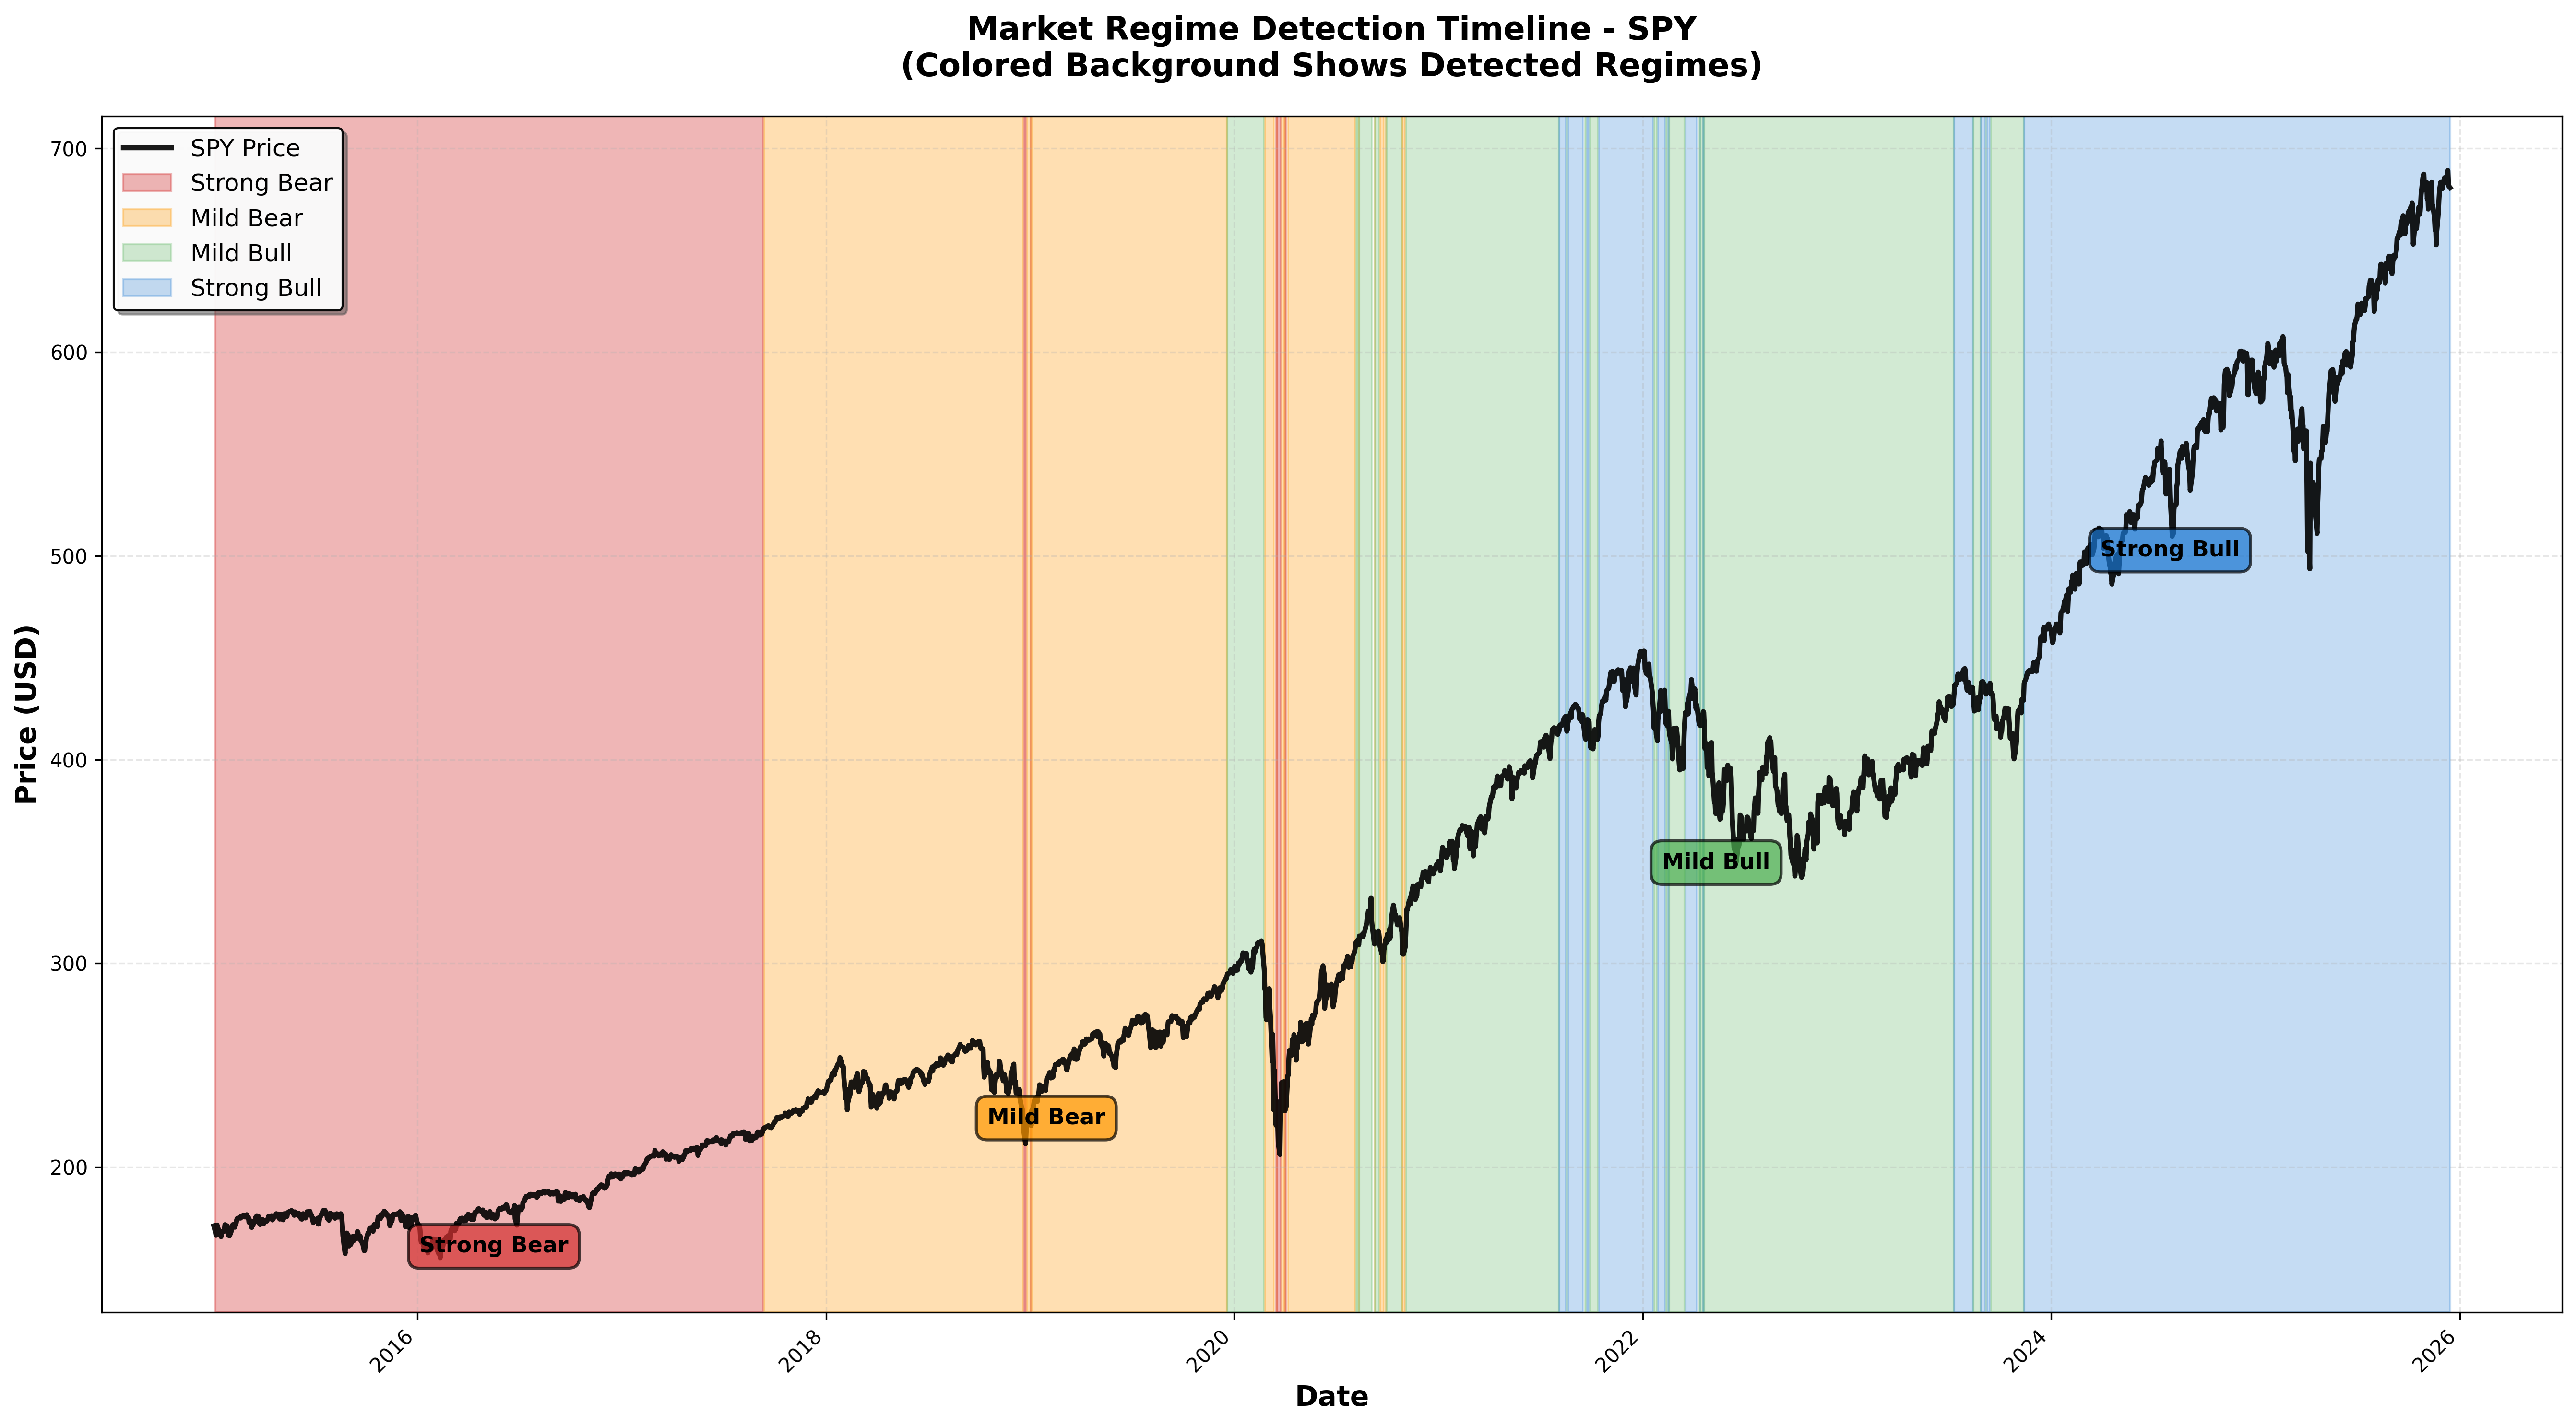 Market Regime Detection Timeline - SPY
(Colored Background Shows Detected Regimes)
SPY Price
Strong Bear
Mild Bear
Mild Bull
Strong Bull
Price (USD)
700
600
500
400
300
200
Strong Bull
Mild Bull
Mild Bear
Strong Bear
2016
2018
2020
2022
2024
2026
Date